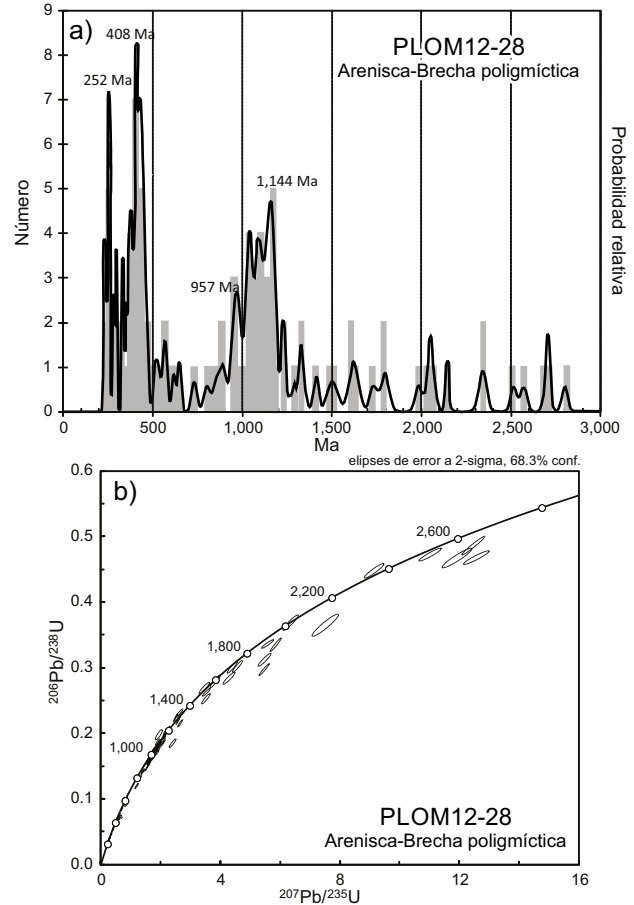 a)
PLOM12-28
Arenisca-Brecha poligmíctica
9
8
7
6
5
4
3
2
1
0
Número
408 Ma
252 Ma
1,144 Ma
957 Ma
Probabilidad relativa
0
500
1,000
1,500
2,000
2,500
3,000
Ma
elipses de error a 2-sigma, 68.3% conf.
b)
0.6
0.5
0.4
0.3
0.2
0.1
0.0
206Pb/238U
2,600
2,200
1,800
1,400
1,000
PLOM12-28
Arenisca-Brecha poligmíctica
0
4
8
12
16
207Pb/235U